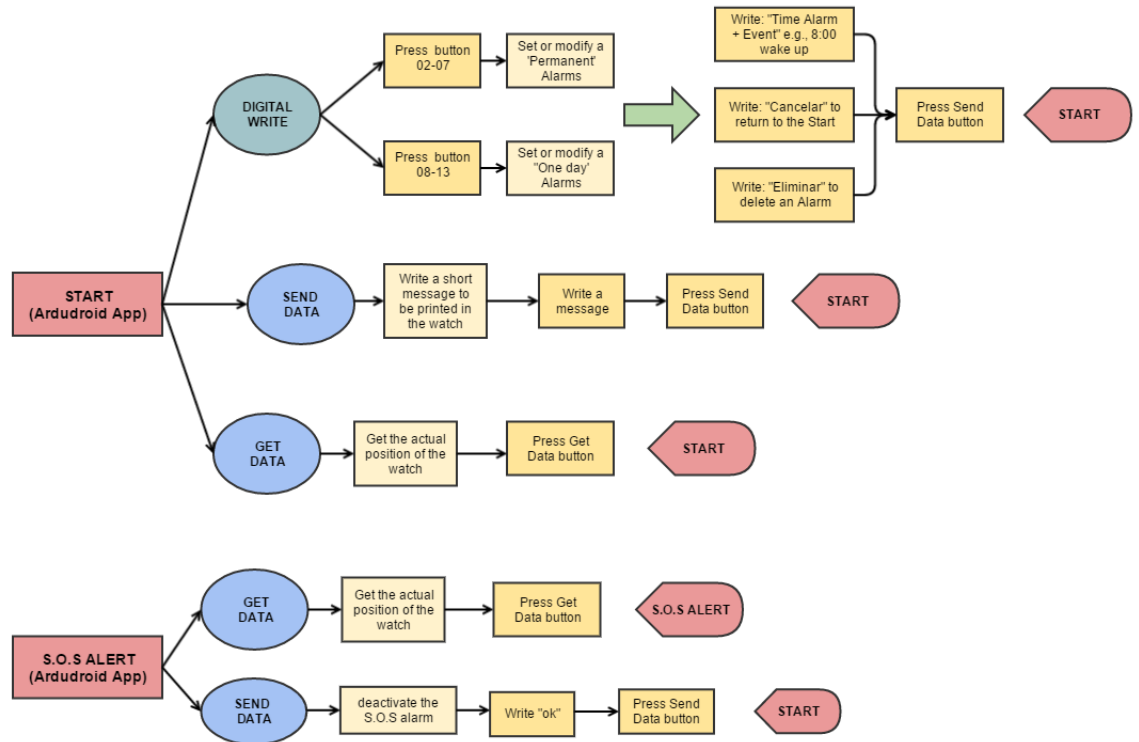 DIGITAL
WRITE
Press button
02-07
Set or modify a
'Permanent'
Alarms
Press button
08-13
Set or modify a
"One day'
Alarms
Write: "Time Alarm
+ Event" e.g., 8:00
wake up
Write: "Cancelar" to
return to the Start
Write: "Eliminar" to
delete an Alarm
Press Send
Data button
START
START
(Ardudroid App)
SEND
DATA
Write a short
message to
be printed in
the watch
Write a
message
Press Send
Data button
START
GET
DATA
Get the actual
position of the
watch
Press Get
Data button
START
S.O.S ALERT
(Ardudroid App)
GET
DATA
Get the actual
position of the
watch
Press Get
Data button
S.O.S ALERT
SEND
DATA
deactivate the
S.O.S alarm
Write "ok"
Press Send
Data button
START